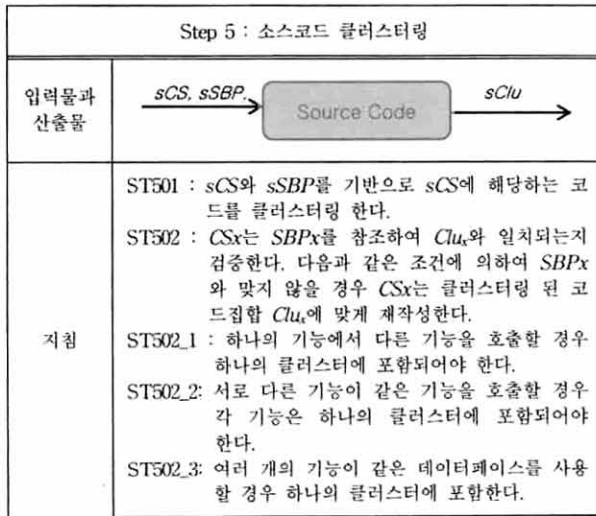 Step 5 : 소스코드 클러스터링
입력물과
산출물
sCS, sSBP,
Source Code
sClu
지침
ST501 : sCS와 sSBP를 기반으로 sCS에 해당하는 코
드를 클러스터링 한다.
ST502 : CSx는 SBPx를 참조하여 Cluₓ와 일치되는지
검증한다. 다음과 같은 조건에 의하여 SBPx
와 맞지 않을 경우 CSx는 클러스터링 된 코
드집합 Cluₓ에 맞게 재작성한다.
ST502_1 : 하나의 기능에서 다른 기능을 호출할 경우
하나의 클러스터에 포함되어야 한다.
ST502_2: 서로 다른 기능이 같은 기능을 호출할 경우
각 기능은 하나의 클러스터에 포함되어야
한다.
ST502_3: 여러 개의 기능이 같은 데이터페이스를 사용
할 경우 하나의 클러스터에 포함한다.